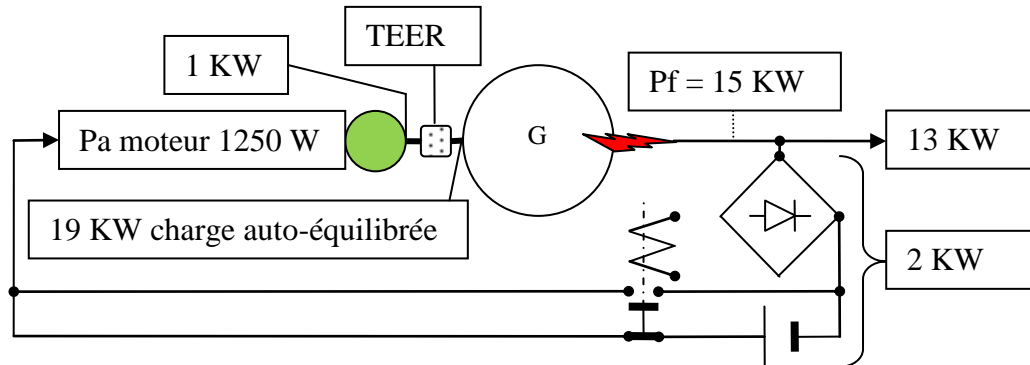 TEER
1 KW
Pf = 15 KW
Pa moteur 1250 W
G
13 KW
19 KW charge auto-équilibrée
2 KW